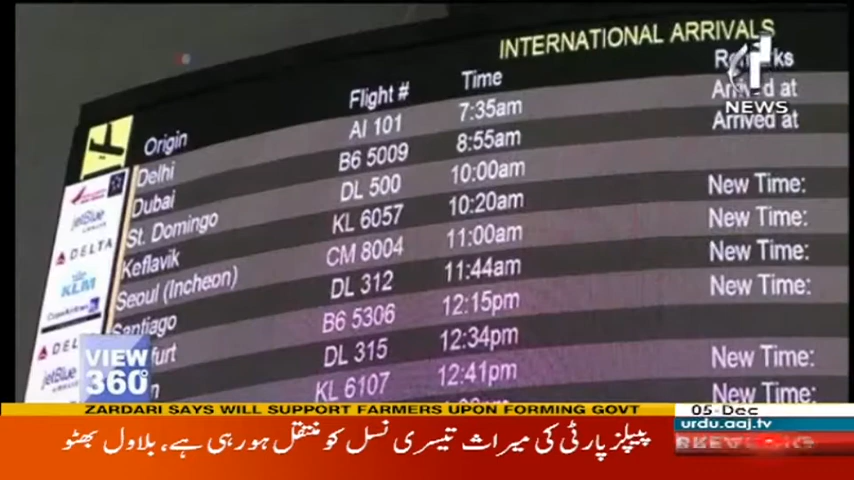 INTERNATIONAL ARRIVALS
Origin Flight # Time Remarks
Delhi AI 101 7:35am Arrived at
Dubai B6 5009 8:55am Arrived at
St. Domingo DL 500 10:00am
Keflavik KL 6057 10:20am New Time:
Seoul (Incheon) CM 8004 11:00am New Time:
Santiago DL 312 11:44am New Time:
B6 5306 12:15pm New Time:
DL 315 12:34pm
KL 6107 12:41pm New Time:
New Time:
jetBlue
DELTA
KLM
CopaAirlines
jetBlue
NEWS
VIEW
360°
ZARDARI SAYS WILL SUPPORT FARMERS UPON FORMING GOVT
05-Dec
urdu.aaj.tv
پیپلز پارٹی کی میراث تیسری نسل کو منتقل ہو رہی ہے، بلاول بھٹو